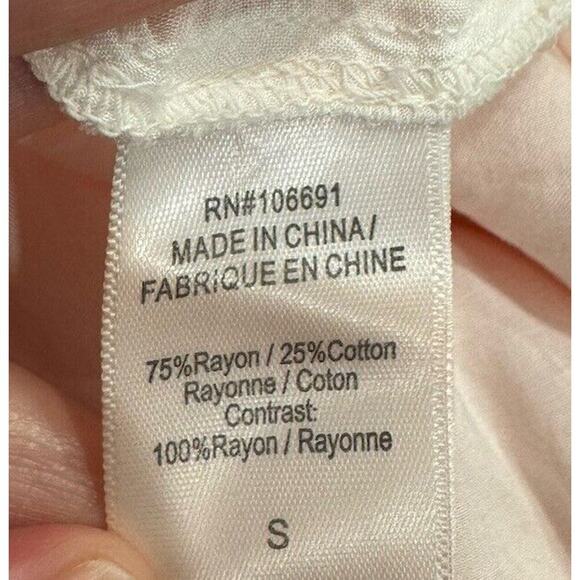 RN#106691
MADE IN CHINA/
FABRIQUE EN CHINE
75%Rayon / 25%Cotton
Rayonne / Coton
Contrast:
100%Rayon / Rayonne
S